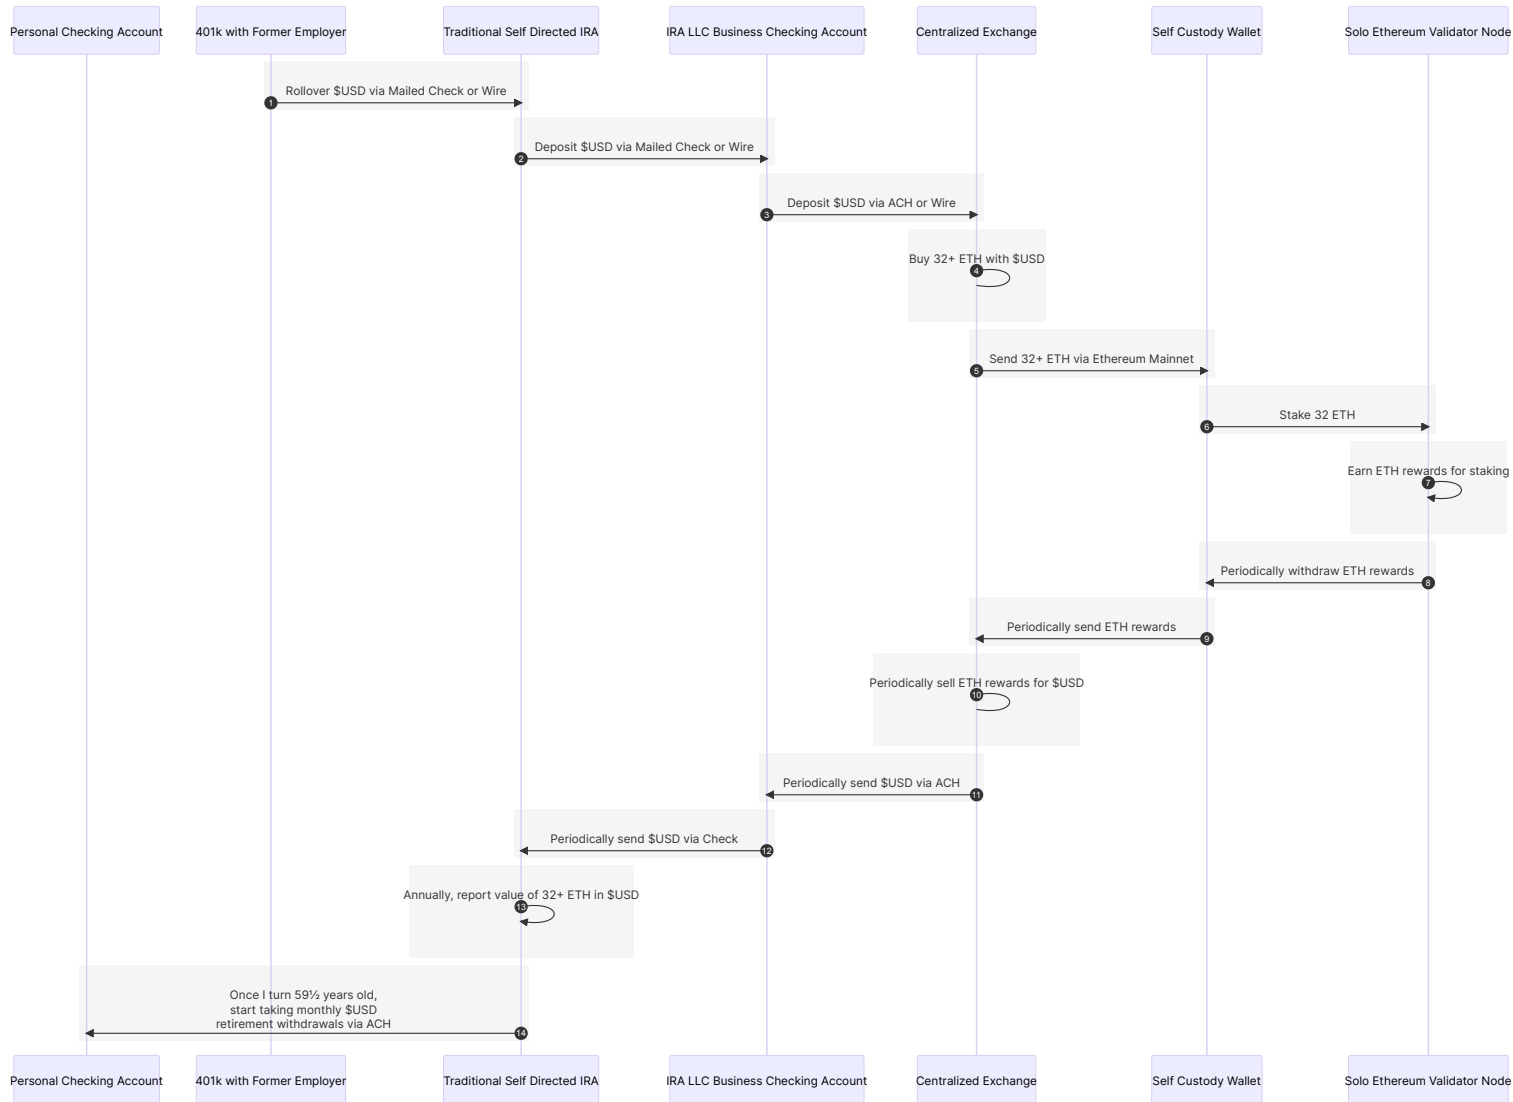 Personal Checking Account
401k with Former Employer
Traditional Self Directed IRA
IRA LLC Business Checking Account
Centralized Exchange
Self Custody Wallet
Solo Ethereum Validator Node
Rollover $USD via Mailed Check or Wire
1
Deposit $USD via Mailed Check or Wire
2
Deposit $USD via ACH or Wire
3
Buy 32+ ETH with $USD
4
Send 32+ ETH via Ethereum Mainnet
5
Stake 32 ETH
6
Earn ETH rewards for staking
7
Periodically withdraw ETH rewards
8
Periodically send ETH rewards
9
Periodically sell ETH rewards for $USD
10
Periodically send $USD via ACH
11
Periodically send $USD via Check
12
Annually, report value of 32+ ETH in $USD
13
Once I turn 59½ years old,
start taking monthly $USD
retirement withdrawals via ACH
14
Personal Checking Account
401k with Former Employer
Traditional Self Directed IRA
IRA LLC Business Checking Account
Centralized Exchange
Self Custody Wallet
Solo Ethereum Validator Node